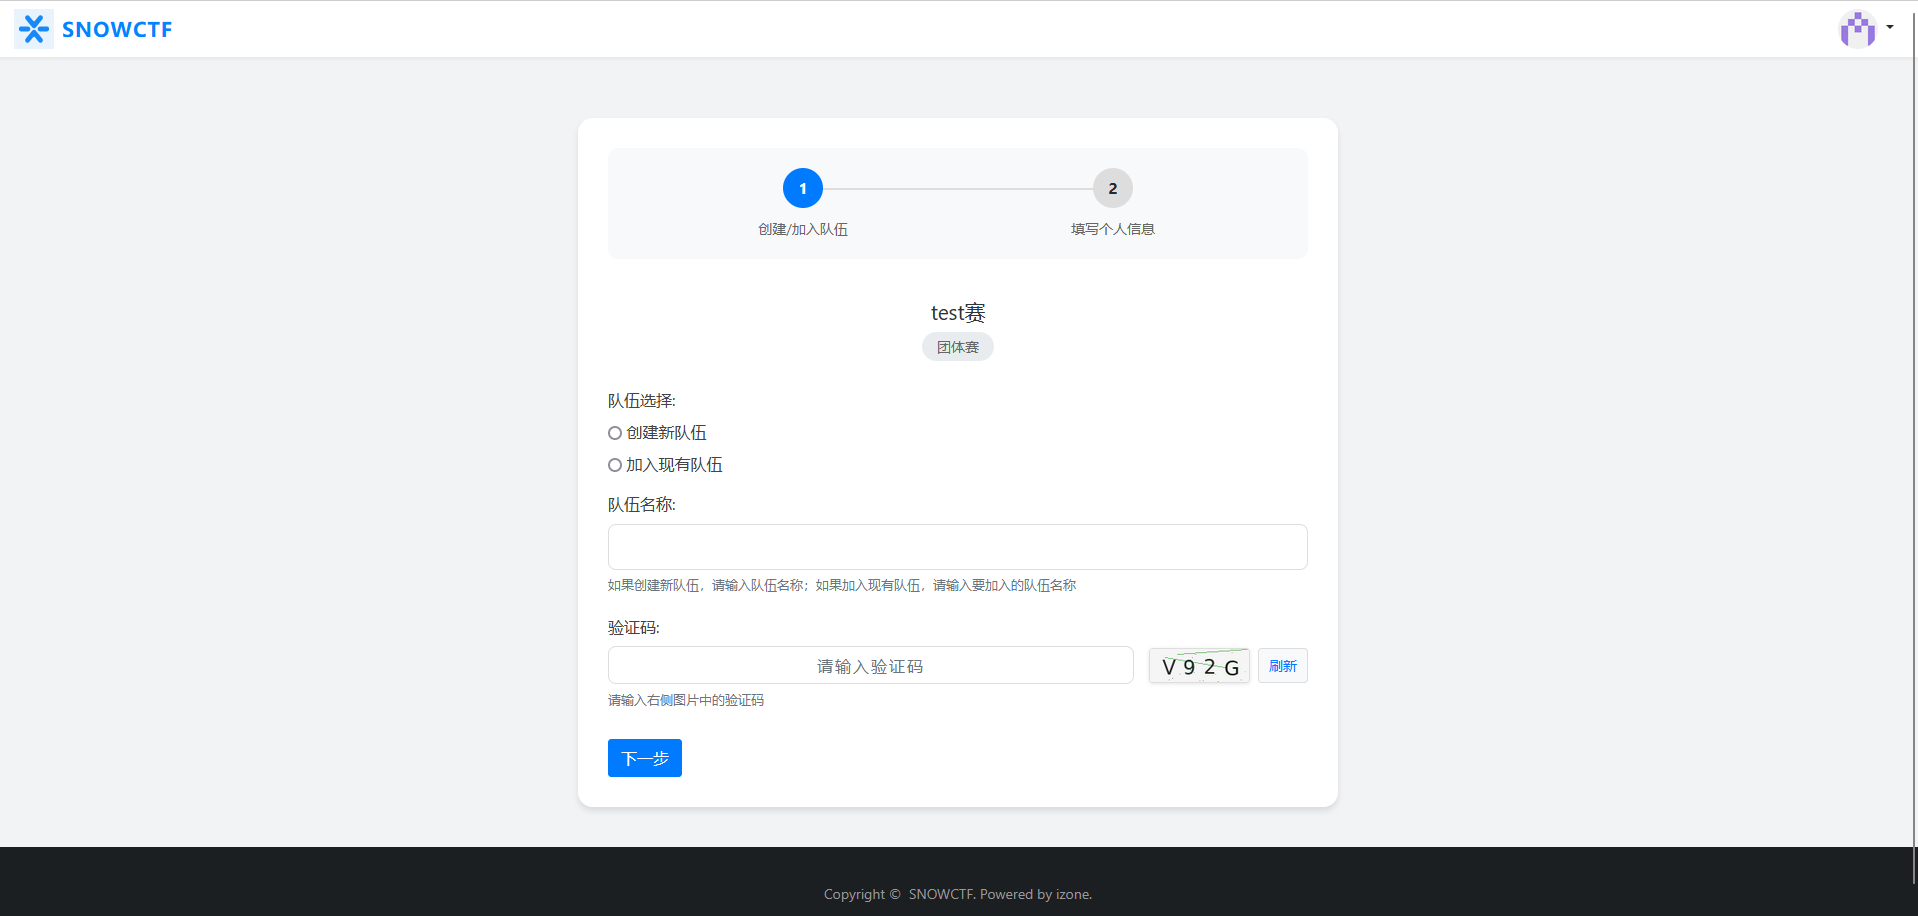 SNOWCTF
1
2
创建/加入队伍
填写个人信息
test赛
团体赛
队伍选择:
创建新队伍
加入现有队伍
队伍名称:
如果创建新队伍，请输入队伍名称；如果加入现有队伍，请输入要加入的队伍名称
验证码:
请输入验证码
V92G
刷新
请输入右侧图片中的验证码
下一步
Copyright © SNOWCTF. Powered by izone.